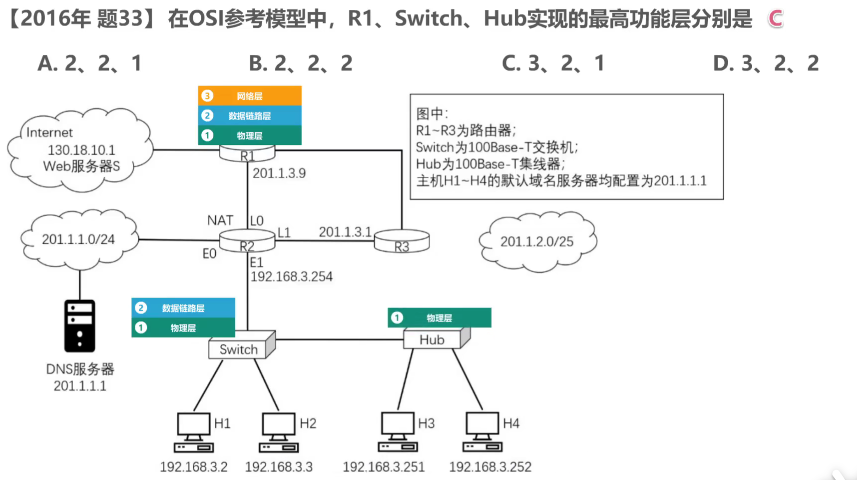 【2016年 题33】 在OSI参考模型中，R1、Switch、Hub实现的最高功能层分别是 C
A. 2、2、1 B. 2、2、2 C. 3、2、1 D. 3、2、2
3 网络层
2 数据链路层
1 物理层
R1
201.1.3.9
Internet
130.18.10.1
Web服务器S
图中：
R1~R3为路由器；
Switch为100Base-T交换机；
Hub为100Base-T集线器；
主机H1~H4的默认域名服务器均配置为201.1.1.1
NAT L0
201.1.1.0/24
E0
R2
L1
201.1.3.1
R3
201.1.2.0/25
E1
192.168.3.254
2 数据链路层
1 物理层
Switch
1 物理层
Hub
DNS服务器
201.1.1.1
H1
H2
H3
H4
192.168.3.2
192.168.3.3
192.168.3.251
192.168.3.252